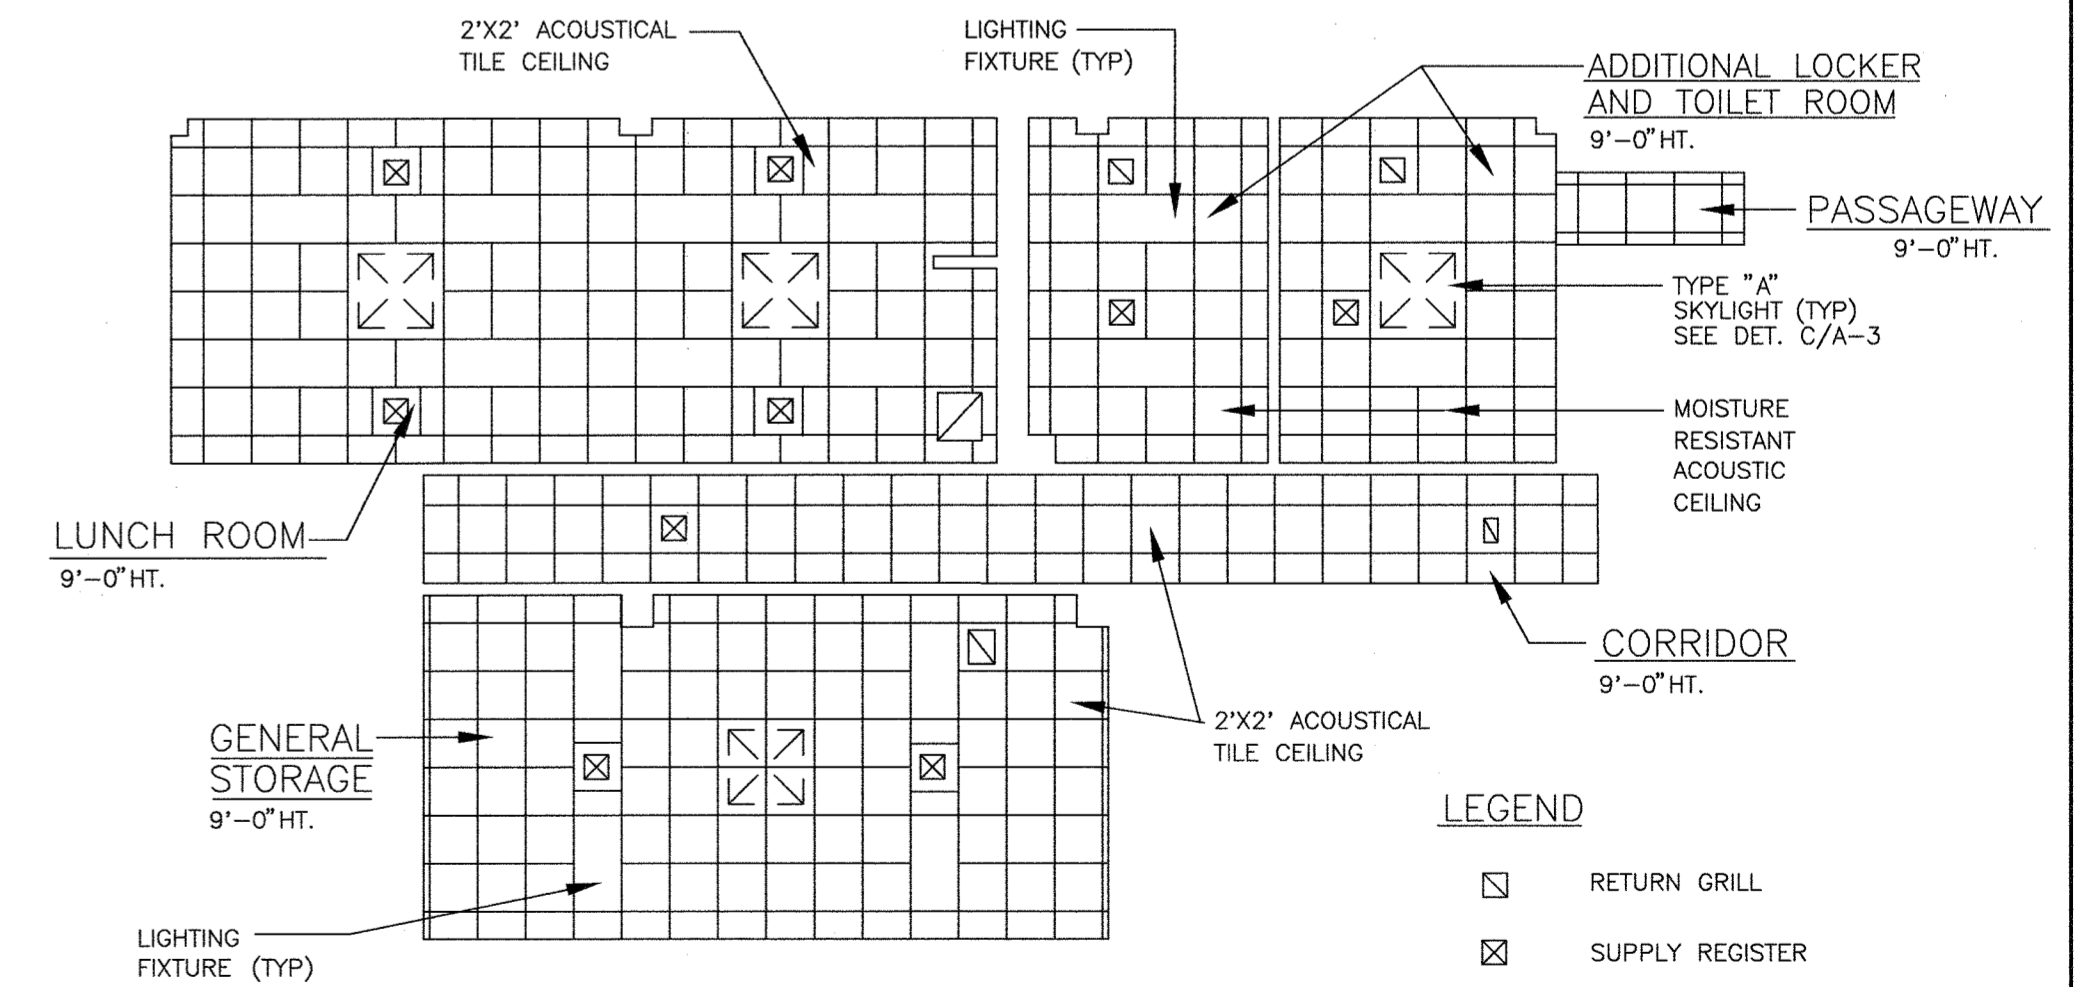 2'X2' ACOUSTICAL
TILE CEILING
LIGHTING
FIXTURE (TYP)
ADDITIONAL LOCKER
AND TOILET ROOM
9'-0"HT.
PASSAGEWAY
9'-0"HT.
TYPE "A"
SKYLIGHT (TYP)
SEE DET. C/A-3
MOISTURE
RESISTANT
ACOUSTIC
CEILING
LUNCH ROOM
9'-0"HT.
CORRIDOR
9'-0"HT.
GENERAL
STORAGE
9'-0"HT.
2'X2' ACOUSTICAL
TILE CEILING
LIGHTING
FIXTURE (TYP)
LEGEND
RETURN GRILL
SUPPLY REGISTER